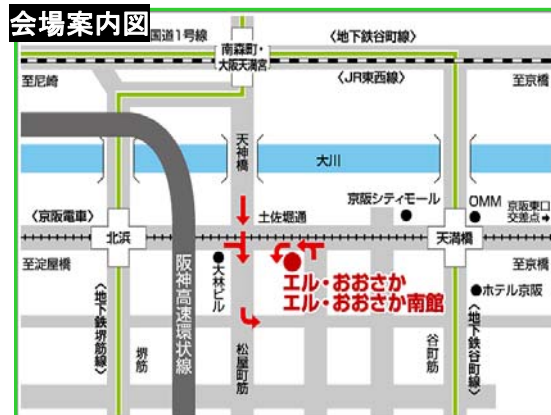 会場案内図
国道1号線
南森町・
大阪天満宮
〈地下鉄谷町線〉
至尼崎
〈JR東西線〉
至京橋
天神橋
大川
京阪シティモール
OMM
京阪東口
交差点
〈京阪電車〉
土佐堀通
北浜
天満橋
至淀屋橋
至京橋
大林ビル
エル・おおさか
エル・おおさか南館
ホテル京阪
阪神高速環状線
〈地下鉄堺筋線〉
堺筋
松屋町筋
谷町筋
〈地下鉄谷町線〉